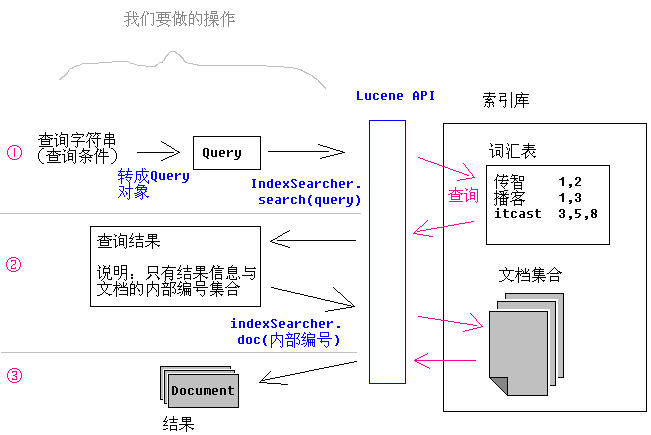 我们要做的操作
Lucene API
索引库
①
查询字符串
（查询条件）
转成Query
对象
Query
IndexSearcher.
search(query)
查询
词汇表
传智 1,2
播客 1,3
itcast 3,5,8
②
查询结果
说明：只有结果信息与
文档的内部编号集合
indexSearcher.
doc(内部编号)
文档集合
③
Document
结果